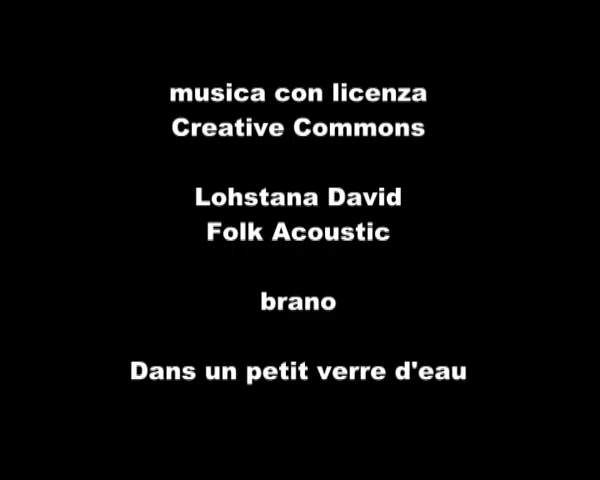 musica con licenza
Creative Commons
Lohstana David
Folk Acoustic
brano
Dans un petit verre d'eau